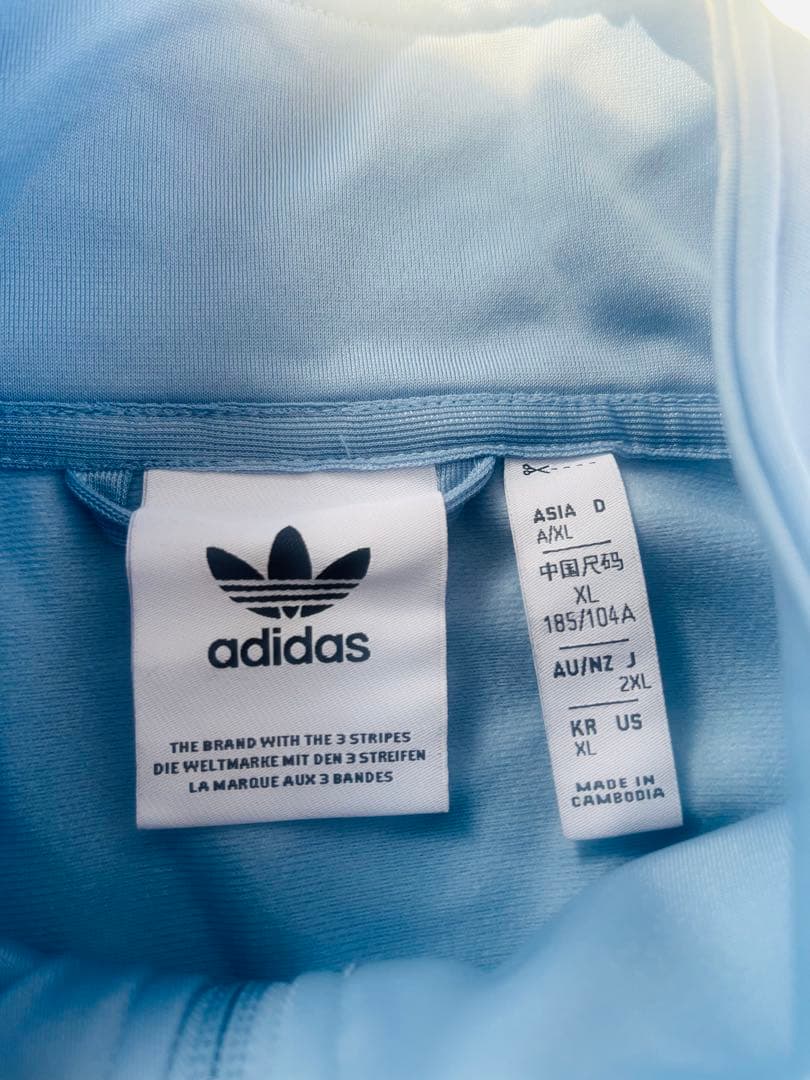 adidas
THE BRAND WITH THE 3 STRIPES
DIE WELTMARKE MIT DEN 3 STREIFEN
LA MARQUE AUX 3 BANDES
ASIA D
A/XL
中国尺码
XL
185/104A
AU/NZ J
2XL
KR US
XL
MADE IN
CAMBODIA